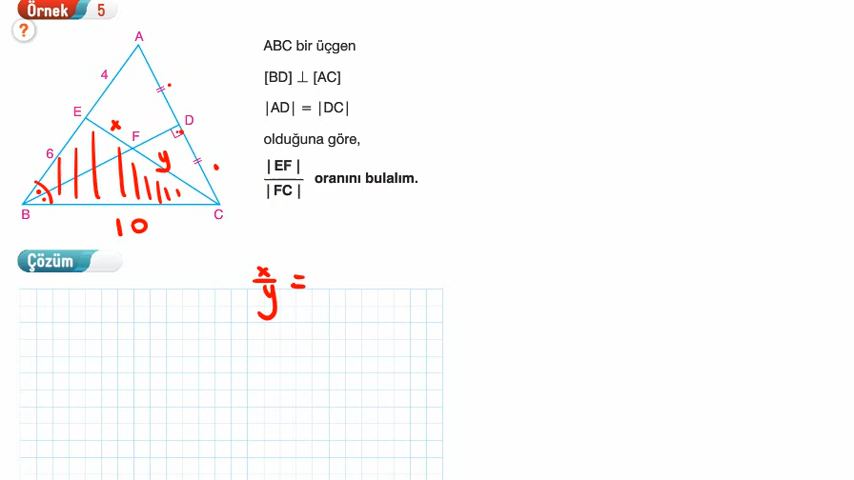 Örnek 5
?
A
ABC bir üçgen
4
[BD] ⊥ [AC]
|AD| = |DC|
E
x
D
F
olduğuna göre,
6
y
|EF|
|FC| oranını bulalım.
B
C
10
Çözüm
x
y =